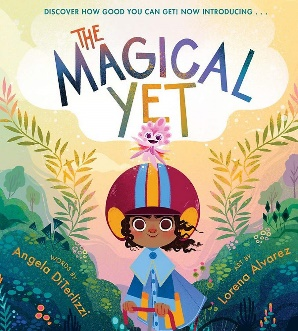 DISCOVER HOW GOOD YOU CAN GET! NOW INTRODUCING . . .
THE
MAGICAL
YET
WORDS BY
Angela DiTerlizzi
ART BY
Lorena Alvarez